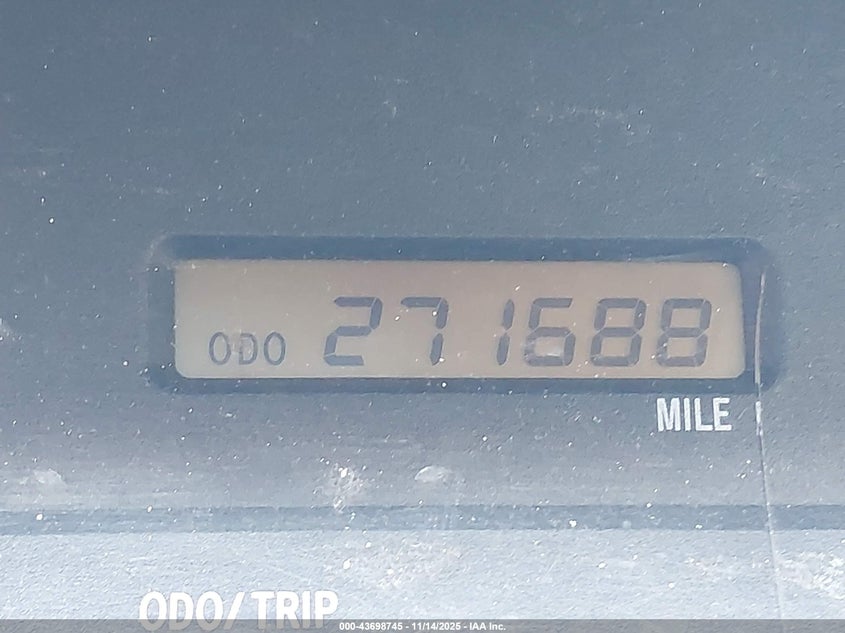 ODO 271688
MILE
ODO/TRIP
000-43698745 - 11/14/2025 - IAA Inc.